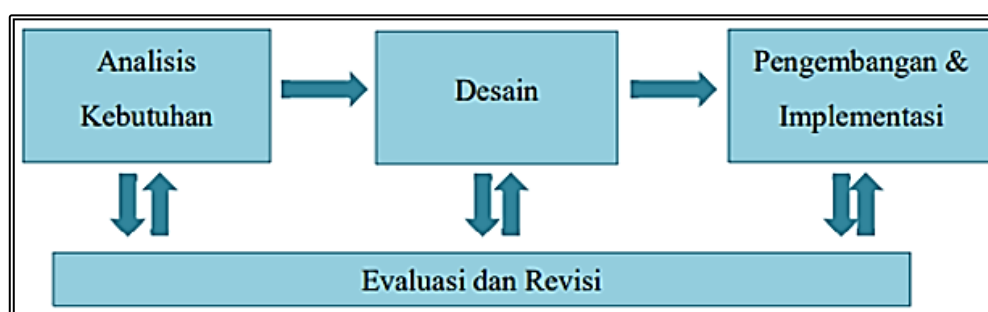 Analisis
Kebutuhan
Desain
Pengembangan &
Implementasi
Evaluasi dan Revisi